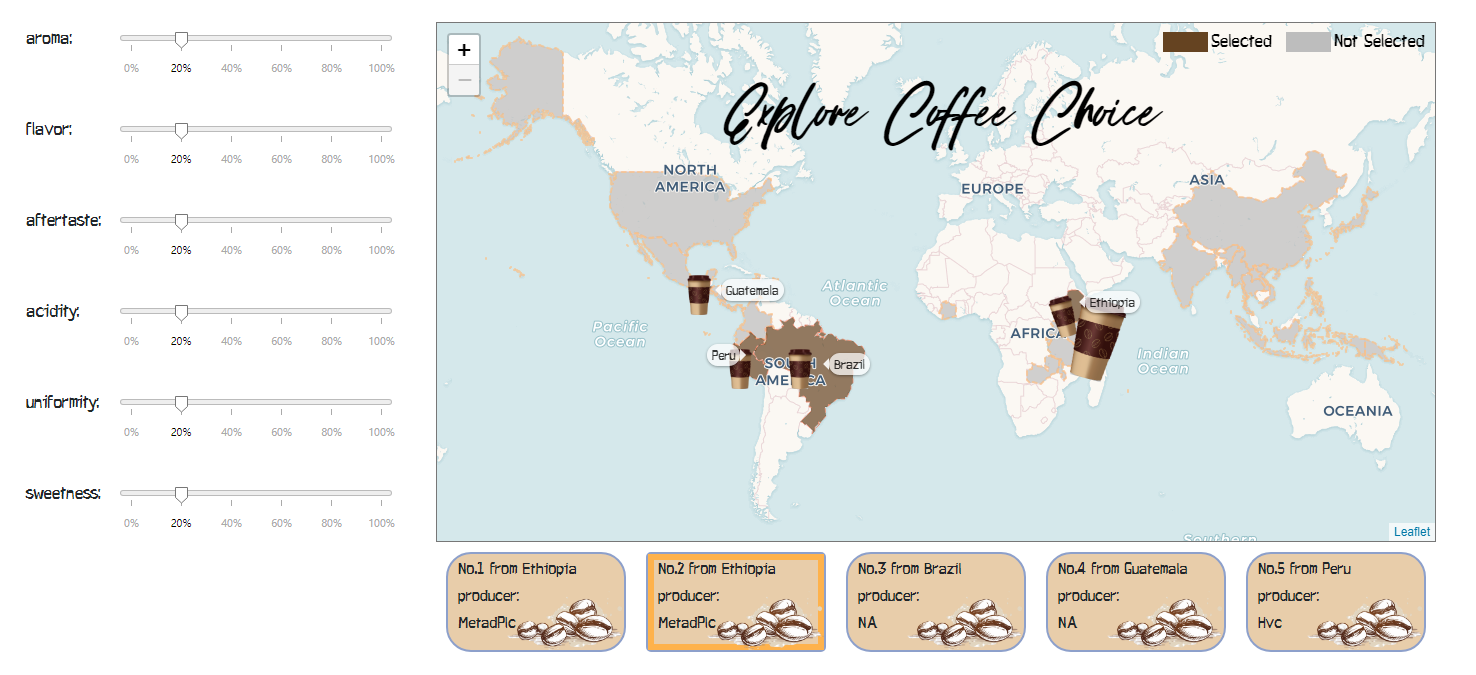 aroma:
0% 20% 40% 60% 80% 100%
flavor:
0% 20% 40% 60% 80% 100%
aftertaste:
0% 20% 40% 60% 80% 100%
acidity:
0% 20% 40% 60% 80% 100%
uniformity:
0% 20% 40% 60% 80% 100%
sweetness:
0% 20% 40% 60% 80% 100%
+
−
Selected Not Selected
Explore Coffee Choice
NORTH
AMERICA
EUROPE
ASIA
Atlantic
Ocean
Guatemala
Ethiopia
Pacific
Ocean
AFRICA
Peru
Brazil
SOUTH
AMERICA
Indian
Ocean
OCEANIA
Southern
Leaflet
No.1 from Ethiopia
producer:
MetadPlc
No.2 from Ethiopia
producer:
MetadPlc
No.3 from Brazil
producer:
NA
No.4 from Guatemala
producer:
NA
No.5 from Peru
producer:
Hvc